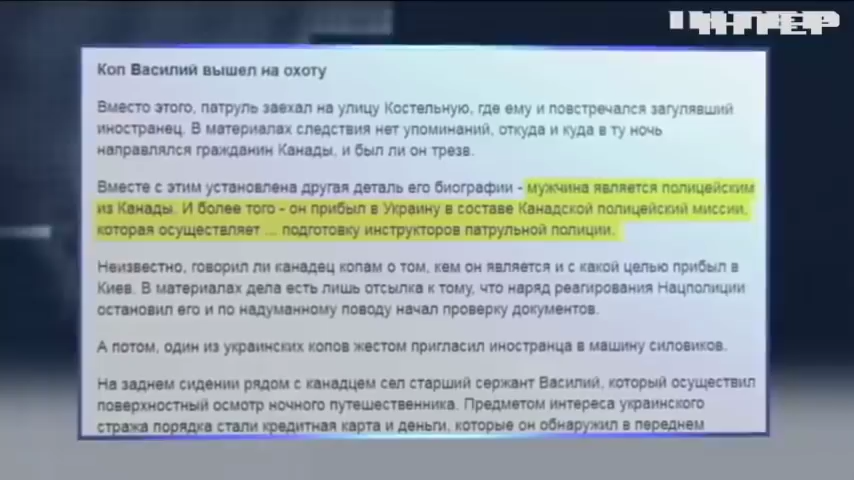 ІНТЕР
Коп Василий вышел на охоту
Вместо этого, патруль заехал на улицу Костельную, где ему и повстречался загулявший
иностранец. В материалах следствия нет упоминаний, откуда и куда в ту ночь
направлялся гражданин Канады, и был ли он трезв.
Вместе с этим установлена другая деталь его биографии - мужчина является полицейским
из Канады. И более того - он прибыл в Украину в составе Канадской полицейский миссии,
которая осуществляет ... подготовку инструкторов патрульной полиции.
Неизвестно, говорил ли канадец копам о том, кем он является и с какой целью прибыл в
Киев. В материалах дела есть лишь отсылка к тому, что наряд реагирования Нацполиции
остановил его и по надуманному поводу начал проверку документов.
А потом, один из украинских копов жестом пригласил иностранца в машину силовиков.
На заднем сидении рядом с канадцем сел старший сержант Василий, который осуществил
поверхностный осмотр ночного путешественника. Предметом интереса украинского
стража порядка стали кредитная карта и деньги, которые он обнаружил в переднем